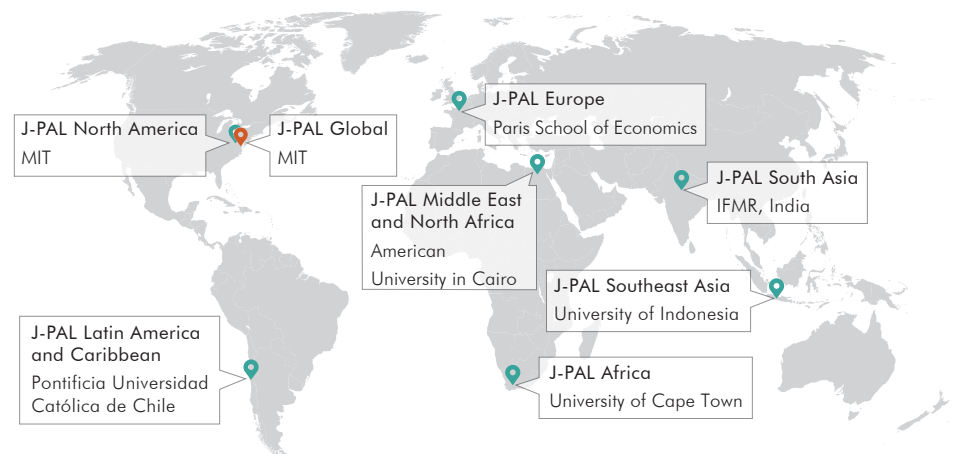 J-PAL North America
MIT
J-PAL Global
MIT
J-PAL Europe
Paris School of Economics
J-PAL Middle East
and North Africa
American
University in Cairo
J-PAL South Asia
IFMR, India
J-PAL Southeast Asia
University of Indonesia
J-PAL Latin America
and Caribbean
Pontificia Universidad
Católica de Chile
J-PAL Africa
University of Cape Town